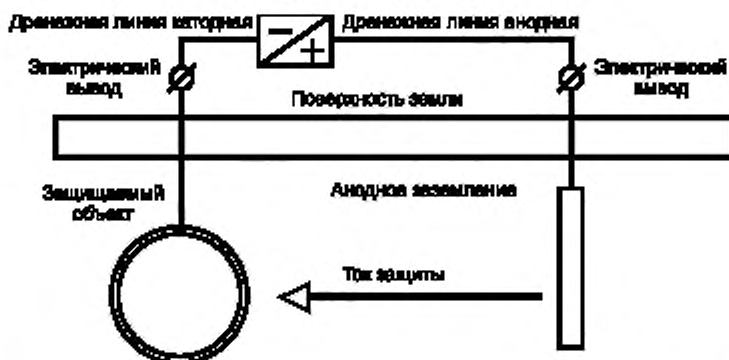 Дренажная линия катодная
Дренажная линия анодная
Электрический
вывод
Электрический
вывод
Поверхность земли
Защищаемый
объект
Анодное заземление
Ток защиты